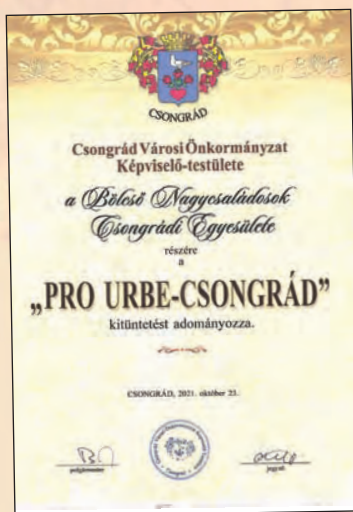 CSONGRÁD
Csongrád Városi Önkormányzat
Képviselő-testülete
a Bölcső Nagycsaládosok
Csongrádi Egyesülete
részére
a
„PRO URBE-CSONGRÁD”
kitüntetést adományozza.
CSONGRÁD, 2021. október 23.
polgármester
jegyző